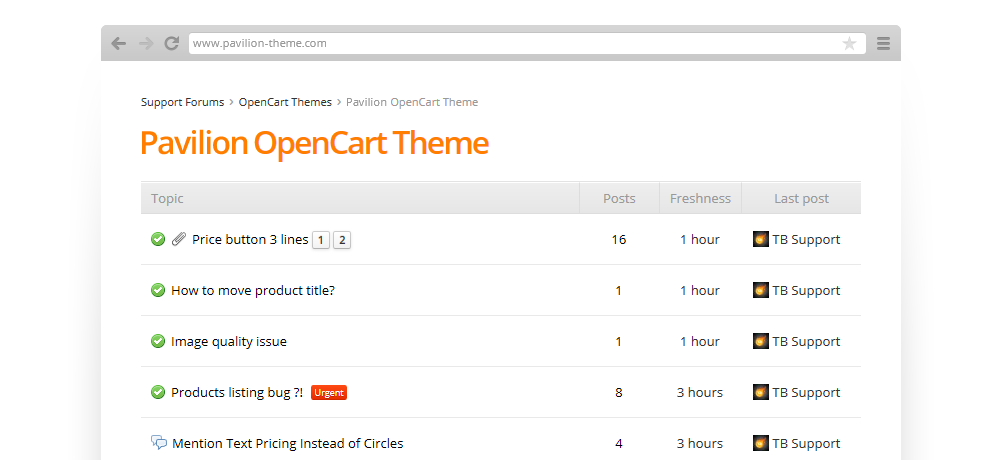 www.pavilion-theme.com
Support Forums › OpenCart Themes › Pavilion OpenCart Theme
Pavilion OpenCart Theme
Topic Posts Freshness Last post
Price button 3 lines 1 2 16 1 hour TB Support
How to move product title? 1 1 hour TB Support
Image quality issue 1 1 hour TB Support
Products listing bug ?! Urgent 8 3 hours TB Support
Mention Text Pricing Instead of Circles 4 3 hours TB Support